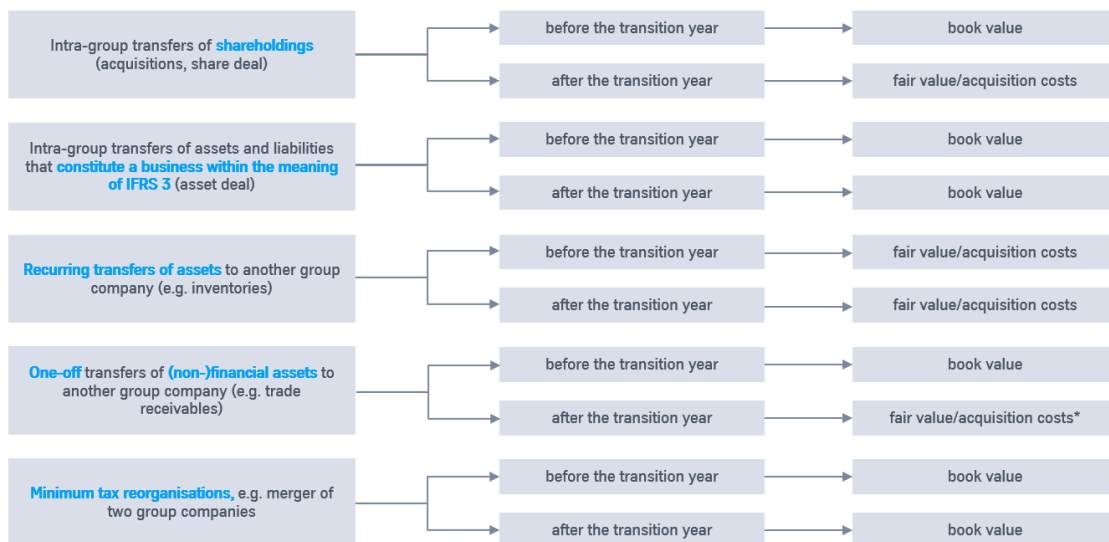 Intra-group transfers of shareholdings
(acquisitions, share deal)
before the transition year
book value
after the transition year
fair value/acquisition costs
Intra-group transfers of assets and liabilities
that constitute a business within the meaning
of IFRS 3 (asset deal)
before the transition year
book value
after the transition year
book value
Recurring transfers of assets to another group
company (e.g. inventories)
before the transition year
fair value/acquisition costs
after the transition year
fair value/acquisition costs
One-off transfers of (non-)financial assets to
another group company (e.g. trade
receivables)
before the transition year
book value
after the transition year
fair value/acquisition costs*
Minimum tax reorganisations, e.g. merger of
two group companies
before the transition year
book value
after the transition year
book value